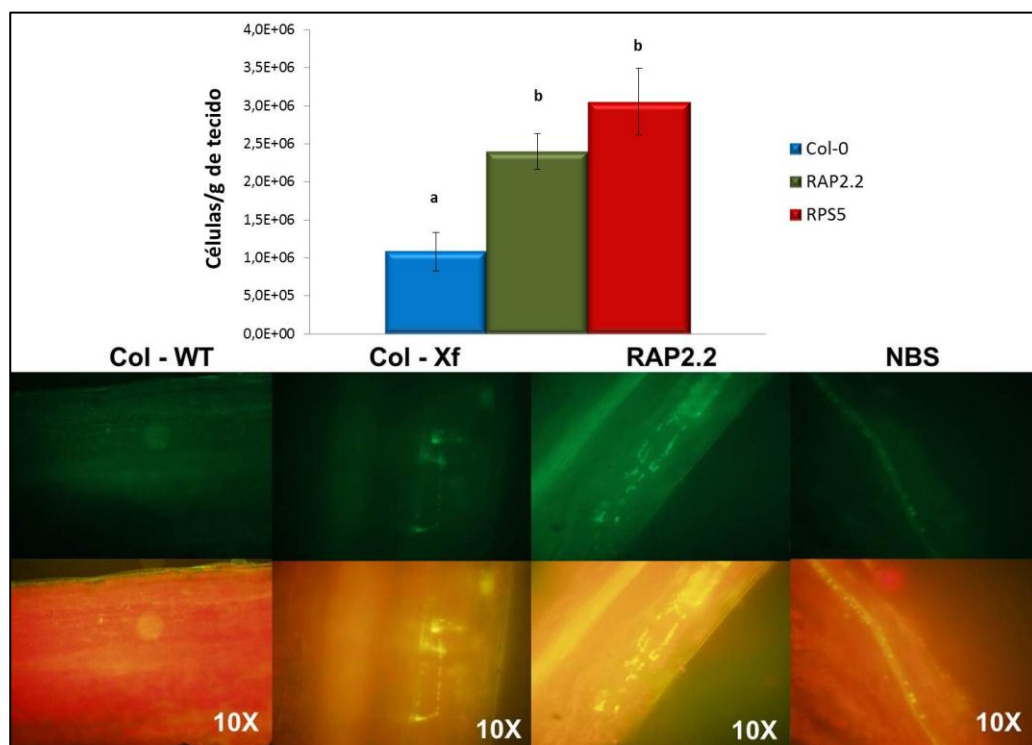 4,0E+06
3,5E+06
3,0E+06
2,5E+06
2,0E+06
1,5E+06
1,0E+06
5,0E+05
0,0E+00
Células/g de tecido
a
b
b
Col-0
RAP2.2
RPS5
Col - WT
Col - Xf
RAP2.2
NBS
10X
10X
10X
10X